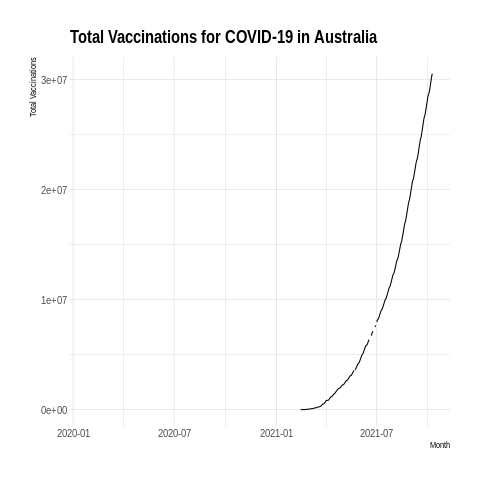 Total Vaccinations for COVID-19 in Australia
Total Vaccinations
3e+07
2e+07
1e+07
0e+00
2020-01 2020-07 2021-01 2021-07
Month